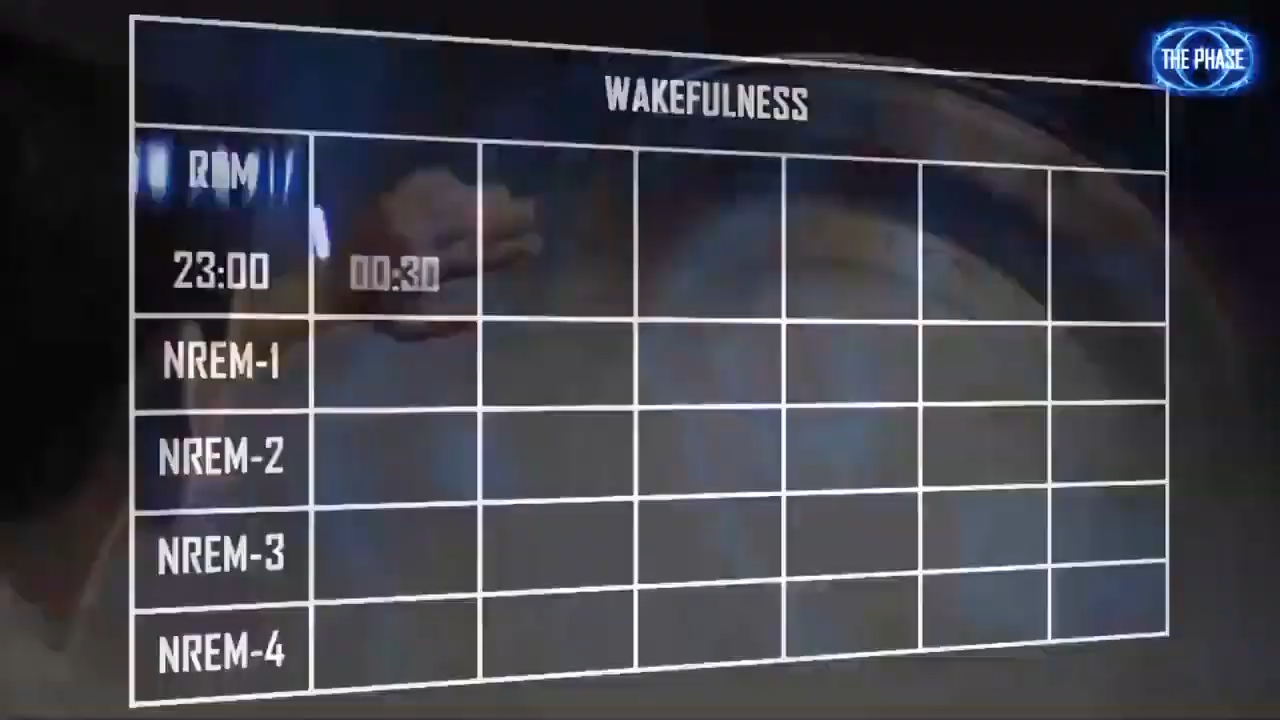 THE PHASE
WAKEFULNESS
REM
23:00 00:30
NREM-1
NREM-2
NREM-3
NREM-4